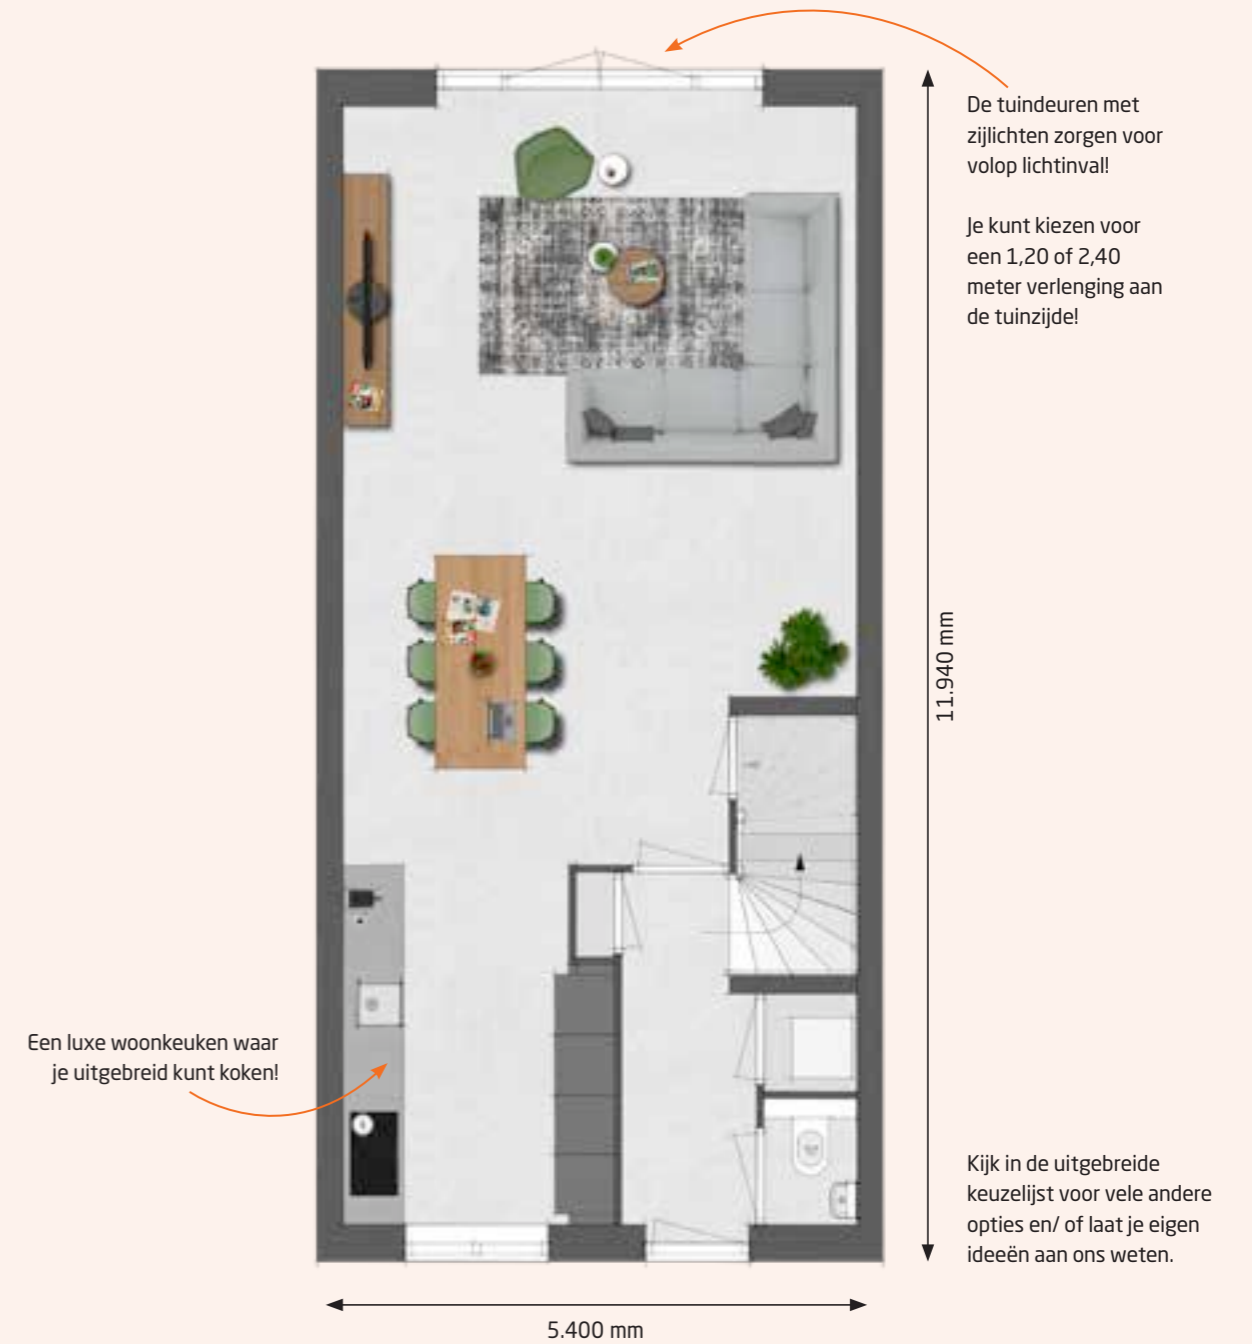 De tuindeuren met
zijlichten zorgen voor
volop lichtinval!
Je kunt kiezen voor
een 1,20 of 2,40
meter verlenging aan
de tuinzijde!
11.940 mm
Een luxe woonkeuken waar
je uitgebreid kunt koken!
Kijk in de uitgebreide
keuzelijst voor vele andere
opties en/ of laat je eigen
ideeën aan ons weten.
5.400 mm